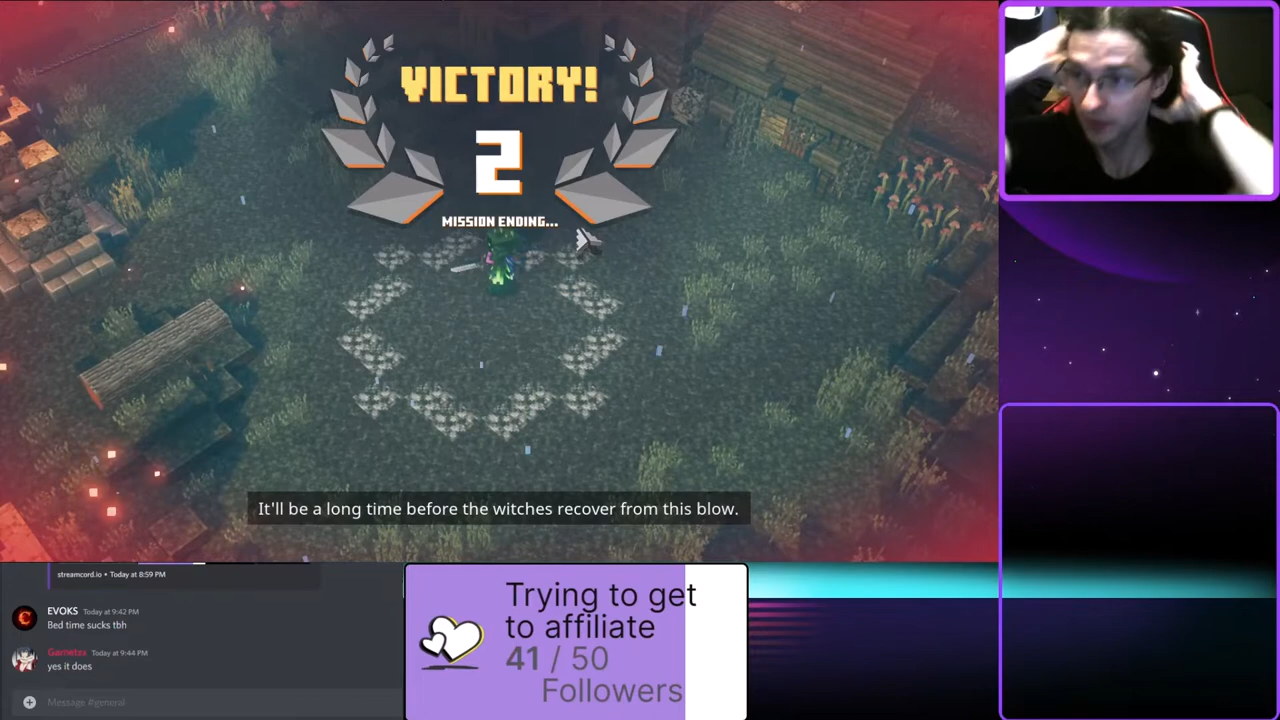 VICTORY!
2
MISSION ENDING...
It'll be a long time before the witches recover from this blow.
streamcord.io • Today at 8:59 PM
EVOKS Today at 9:42 PM
Bed time sucks tbh
Gametex Today at 9:44 PM
yes it does
Message #general
Trying to get
to affiliate
41 / 50
Followers